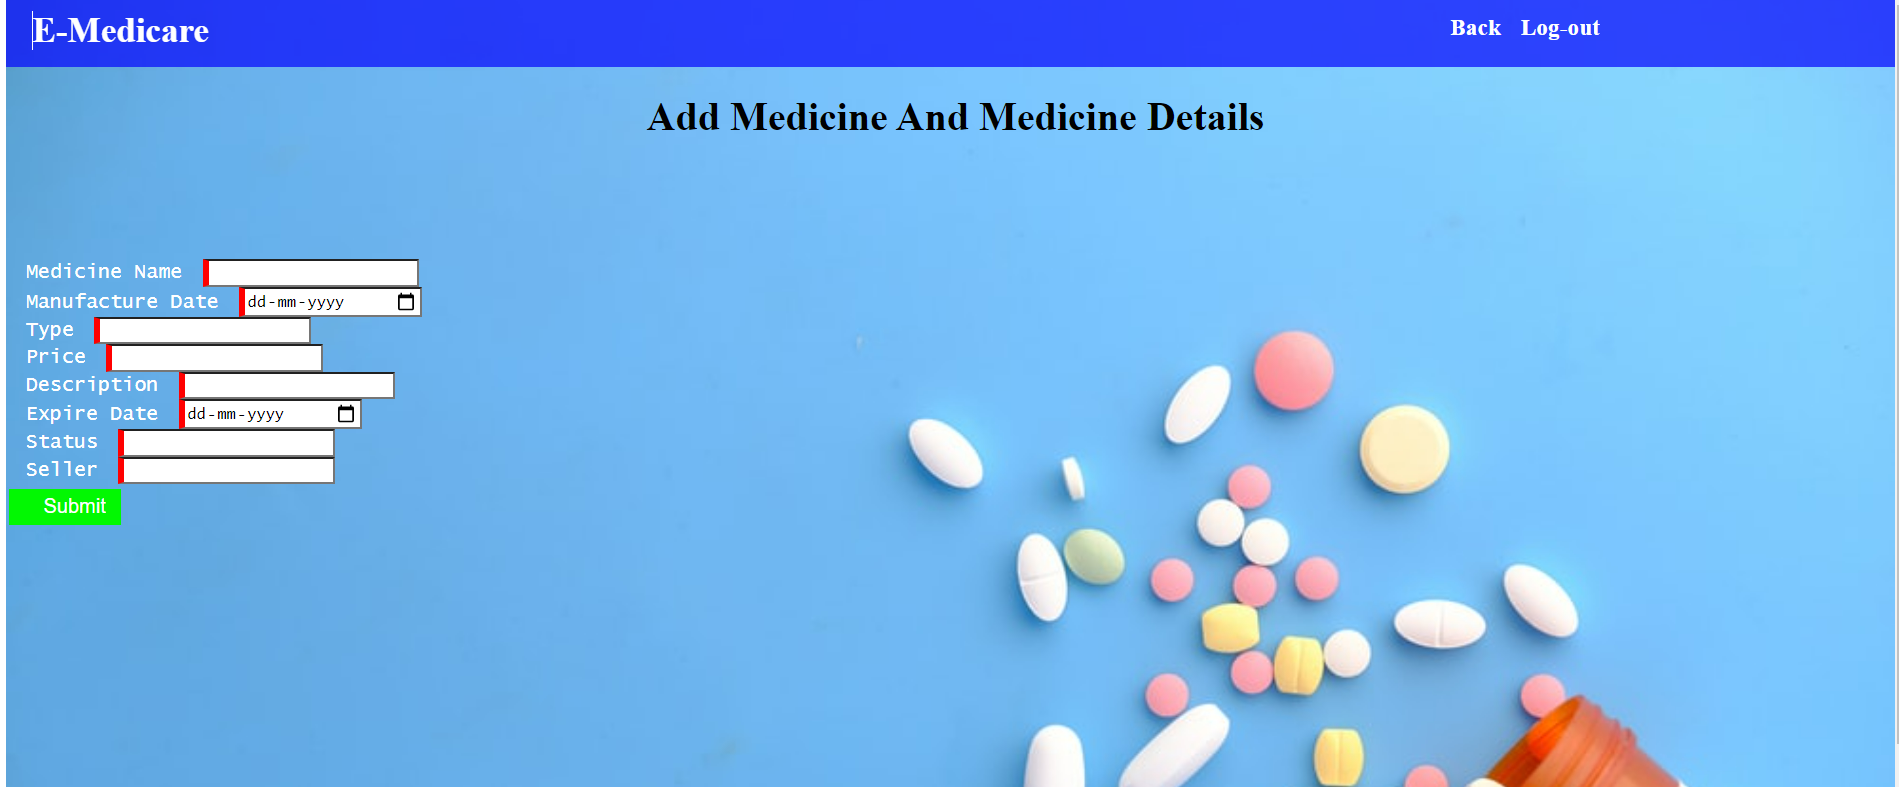 E-Medicare Back Log-out
Add Medicine And Medicine Details
Medicine Name
Manufacture Date dd-mm-yyyy
Type
Price
Description
Expire Date dd-mm-yyyy
Status
Seller
Submit